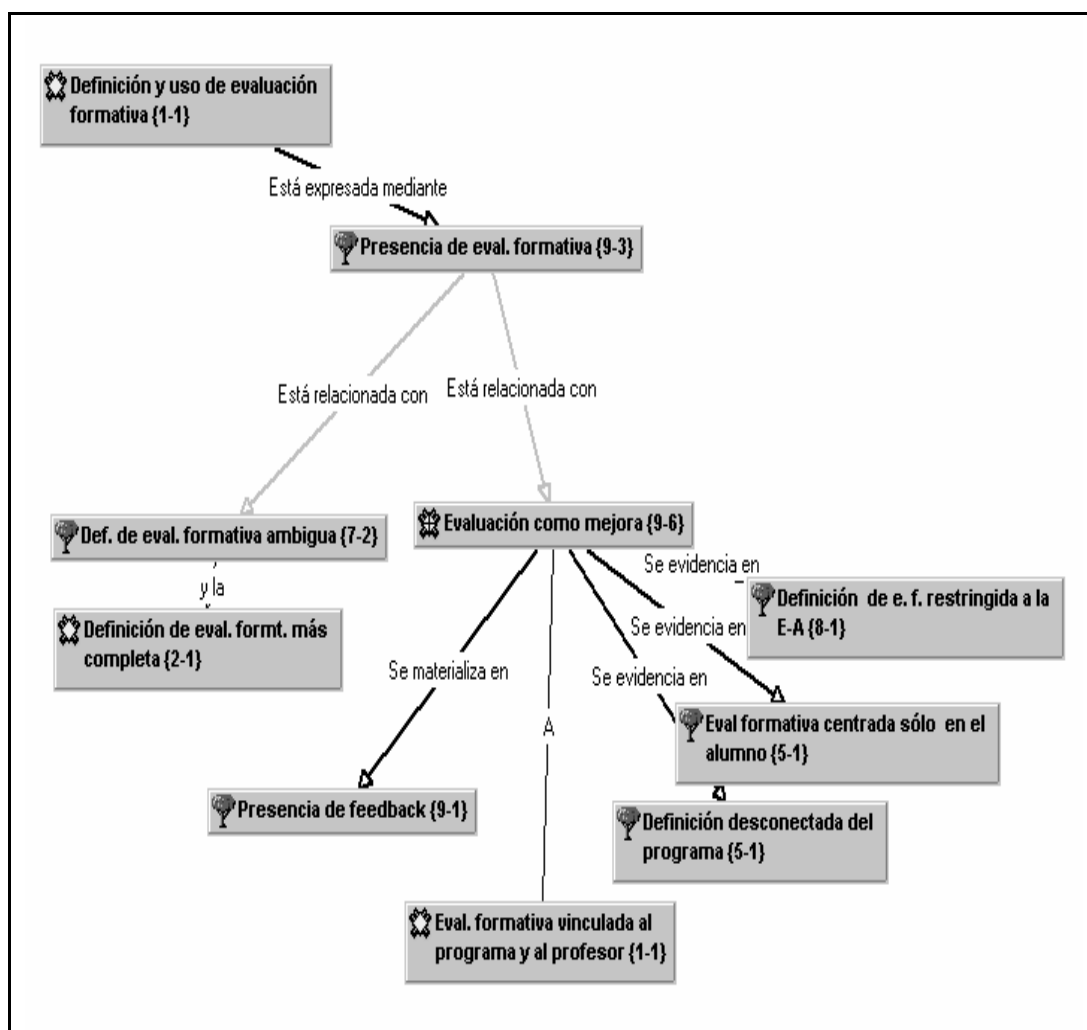 Definición y uso de evaluación
formativa {1-1}
Está expresada mediante
Presencia de eval. formativa {9-3}
Está relacionada con
Está relacionada con
Def. de eval. formativa ambigua {7-2}
y la
Definición de eval. formt. más
completa {2-1}
Evaluación como mejora {9-6}
Se evidencia en
Definición de e. f. restringida a la
E-A {8-1}
Se evidencia en
Se evidencia en
Se materializa en
Eval formativa centrada sólo en el
alumno {5-1}
A
Presencia de feedback {9-1}
Definición desconectada del
programa {5-1}
Eval. formativa vinculada al
programa y al profesor {1-1}